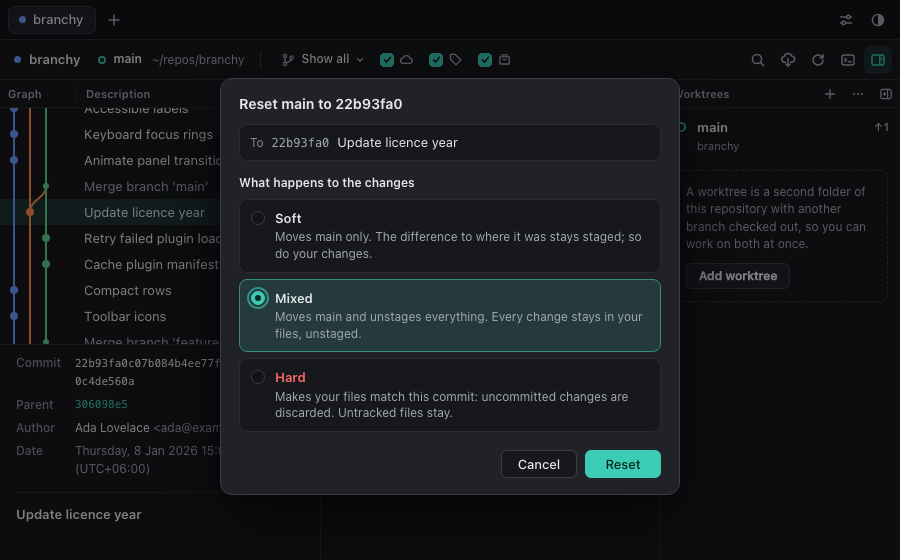 branchy
branchy main ~/repos/branchy Show all
Graph Description
Accessible labels
Keyboard focus rings
Animate panel
Merge branch 'main'
Update licence year
Retry failed plugin
Cache plugin manifest
Compact rows
Toolbar icons
Merge branch
Commit 22b93fa0c07b084b4ee77f
0c4de560a
Parent 306098e5
Author Ada Lovelace
Date Thursday, 8 Jan 2026
(UTC+06:00)
Update licence year
Reset main to 22b93fa0
To 22b93fa0 Update licence year
What happens to the changes
Soft
Moves main only. The difference to where it was stays staged; so
do your changes.
Mixed
Moves main and unstages everything. Every change stays in your
files, unstaged.
Hard
Makes your files match this commit: uncommitted changes are
discarded. Untracked files stay.
Cancel Reset
Worktrees
main ↑1
branchy
A worktree is a second folder of
this repository with another
branch checked out, so you can
work on both at once.
Add worktree